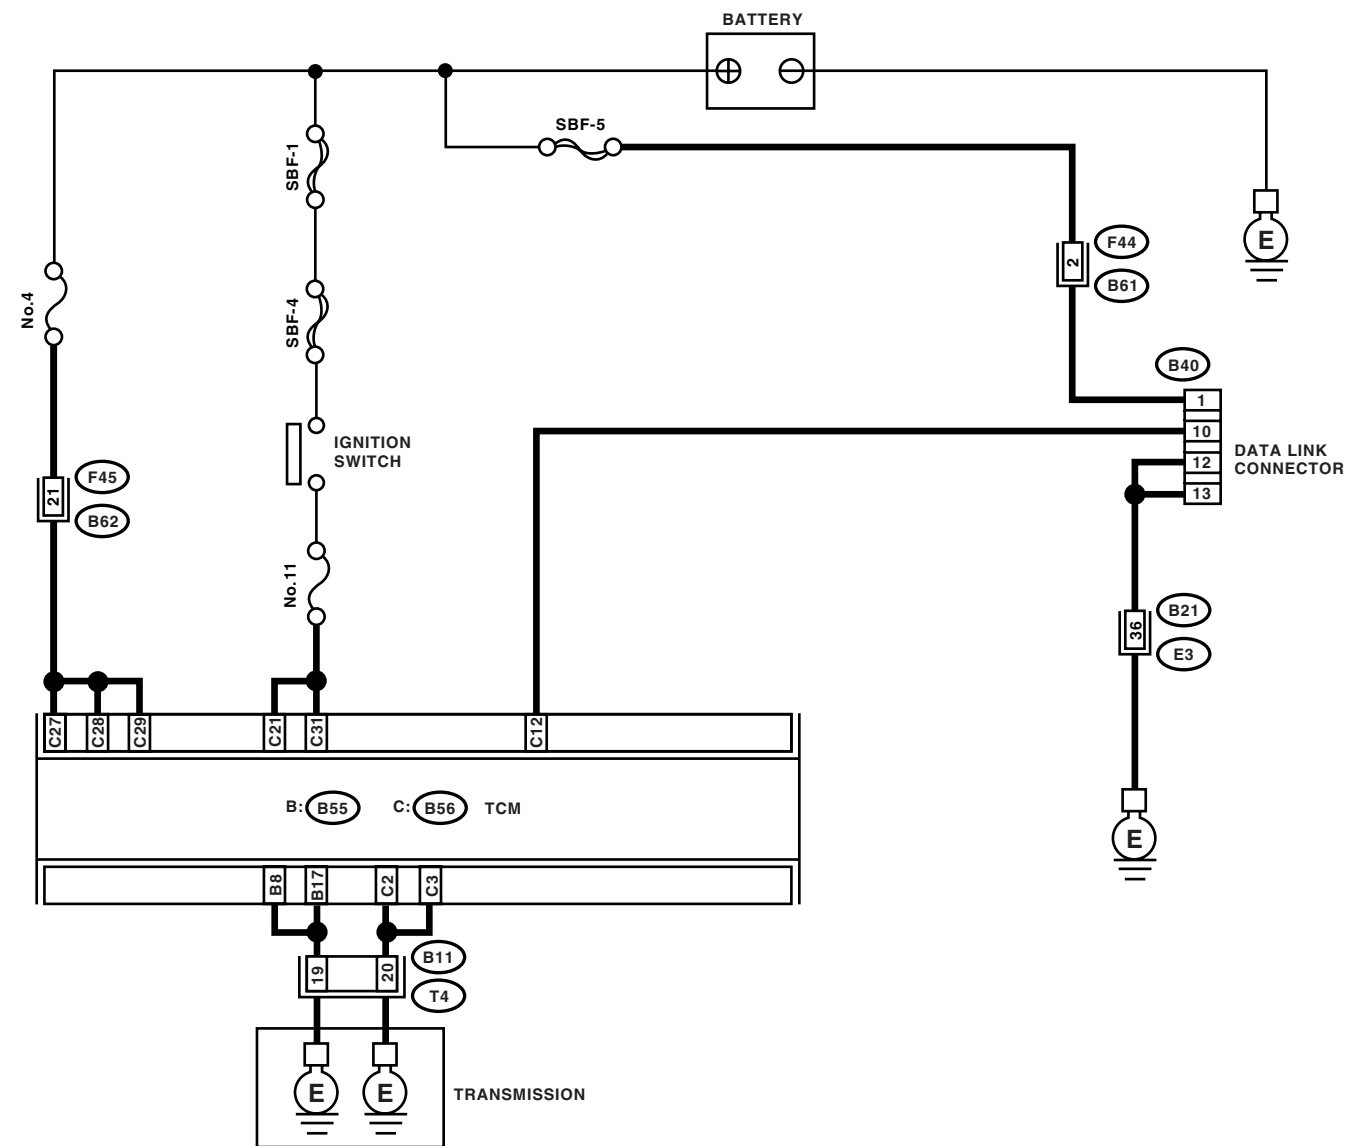 BATTERY
SBF-5
SBF-1
F44
2
B61
E
No.4
SBF-4
B40
1
10
12
13
DATA LINK
CONNECTOR
IGNITION
SWITCH
F45
21
B62
No.11
B21
36
E3
C27
C28
C29
C21
C31
C12
B:
B55
C:
B56
TCM
E
B8
B17
C2
C3
B11
19
20
T4
E
E
TRANSMISSION